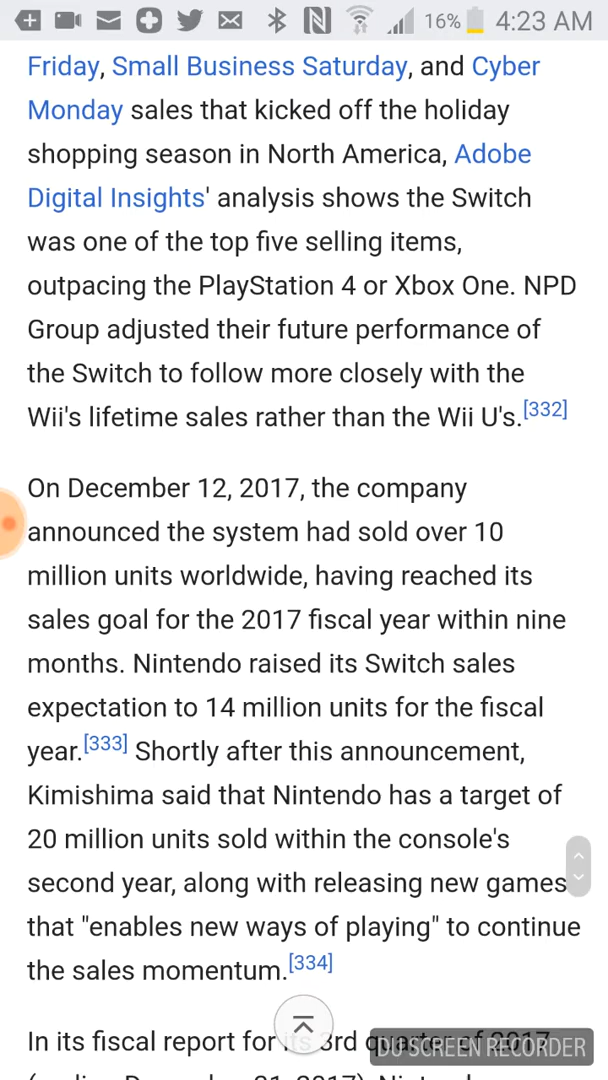 16% 4:23 AM
Friday, Small Business Saturday, and Cyber
Monday sales that kicked off the holiday
shopping season in North America, Adobe
Digital Insights' analysis shows the Switch
was one of the top five selling items,
outpacing the PlayStation 4 or Xbox One. NPD
Group adjusted their future performance of
the Switch to follow more closely with the
Wii's lifetime sales rather than the Wii U's.[332]
On December 12, 2017, the company
announced the system had sold over 10
million units worldwide, having reached its
sales goal for the 2017 fiscal year within nine
months. Nintendo raised its Switch sales
expectation to 14 million units for the fiscal
year.[333] Shortly after this announcement,
Kimishima said that Nintendo has a target of
20 million units sold within the console's
second year, along with releasing new games
that "enables new ways of playing" to continue
the sales momentum.[334]
In its fiscal report for its 3rd quarter of 2017
DU SCREEN RECORDER